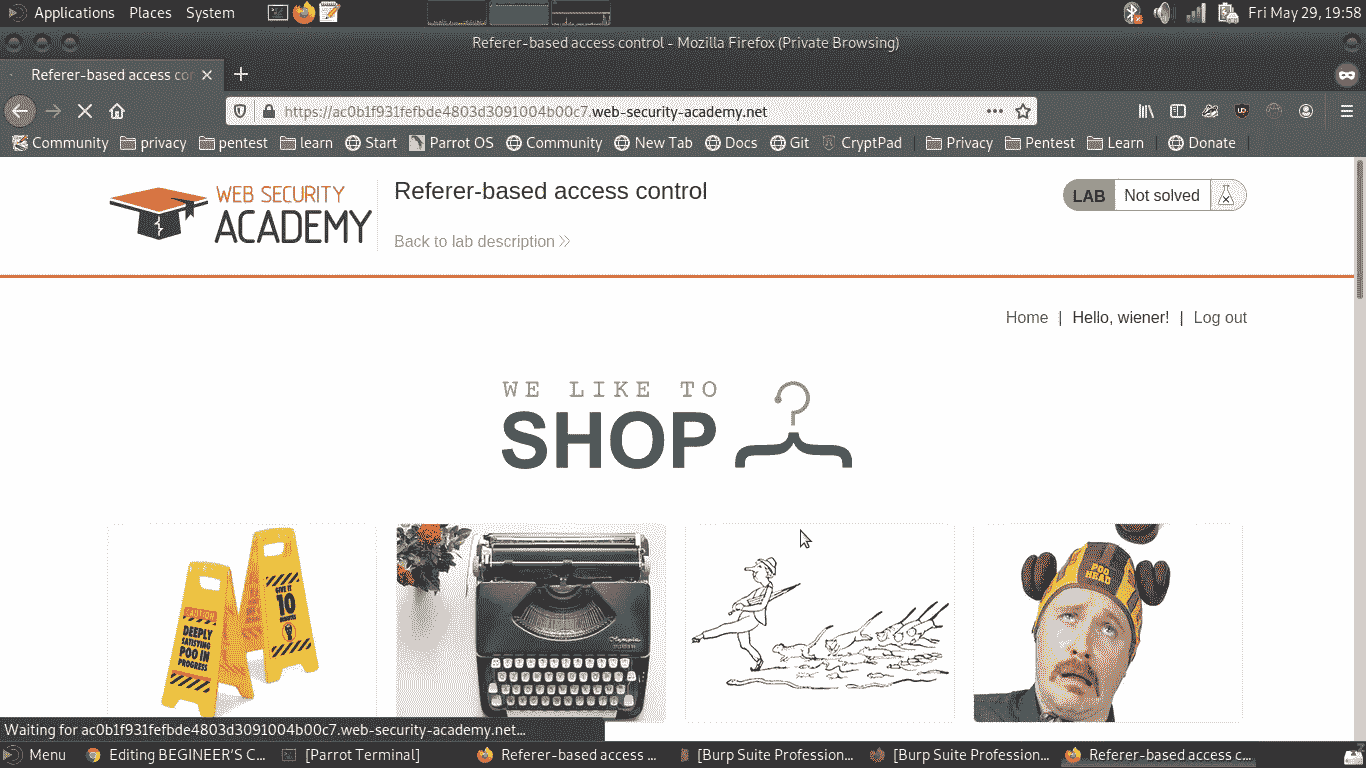 Applications Places System
Fri May 29, 19:58
Referer-based access control - Mozilla Firefox (Private Browsing)
Referer-based access cor
https://ac0b1f931fefbde4803d3091004b00c7.web-security-academy.net
Community privacy pentest learn Start Parrot OS Community New Tab Docs Git CryptPad Privacy Pentest Learn Donate
WEB SECURITY
ACADEMY
Referer-based access control
Back to lab description
LAB Not solved
Home | Hello, wiener! | Log out
WE LIKE TO
SHOP
CAUTION
DEEPLY
SATISFYING
POO IN
PROGRESS
GIVE IT
10
MINUTES
Olympia
POO
HEAD
Waiting for ac0b1f931fefbde4803d3091004b00c7.web-security-academy.net…
Menu Editing BEGINEER'S C... [Parrot Terminal] Referer-based access ... [Burp Suite Profession... [Burp Suite Profession... Referer-based access c...